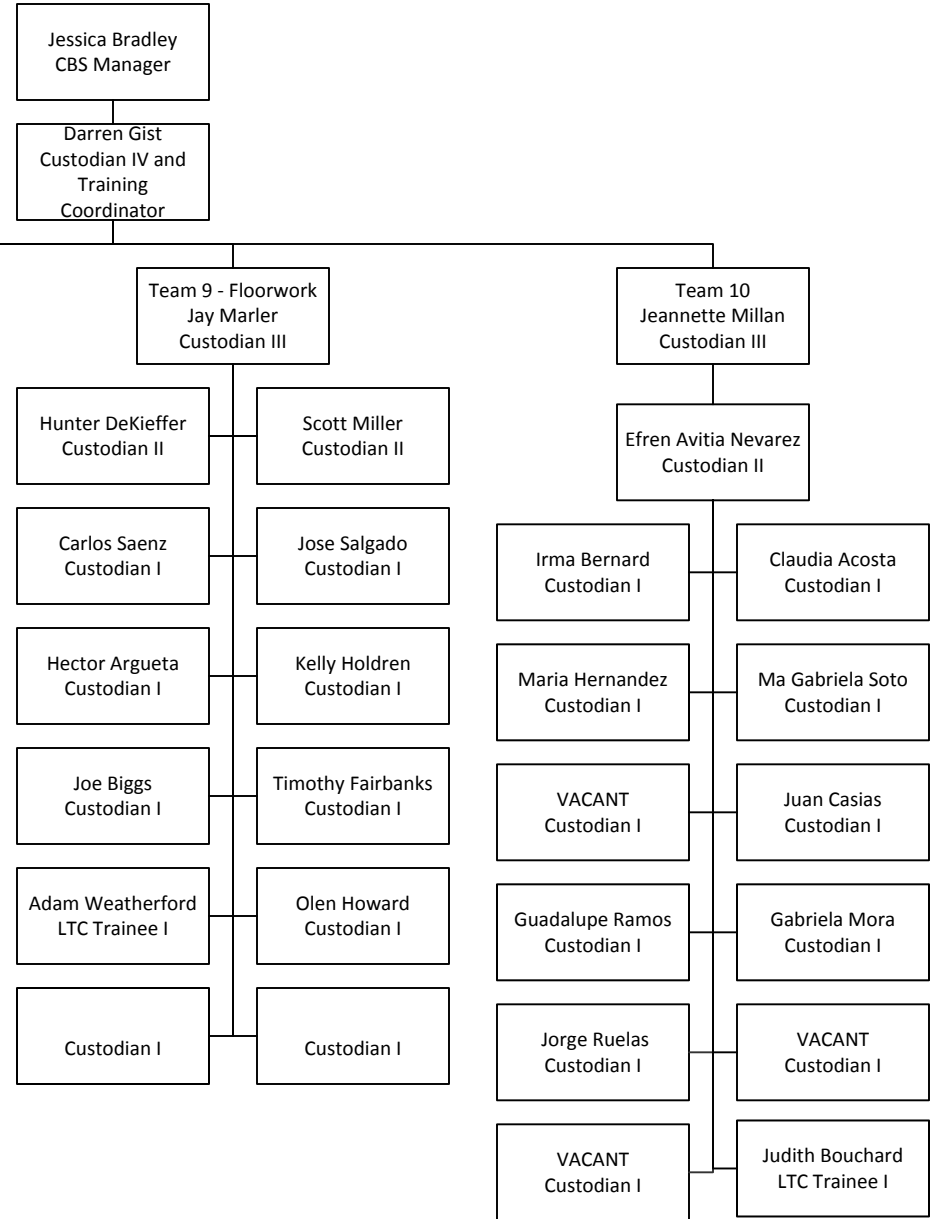 Jessica Bradley
CBS Manager
Darren Gist
Custodian IV and
Training
Coordinator
Team 9 - Floorwork
Jay Marler
Custodian III
Team 10
Jeannette Millan
Custodian III
Hunter DeKieffer
Custodian II
Scott Miller
Custodian II
Efren Avitia Nevarez
Custodian II
Carlos Saenz
Custodian I
Jose Salgado
Custodian I
Irma Bernard
Custodian I
Claudia Acosta
Custodian I
Hector Argueta
Custodian I
Kelly Holdren
Custodian I
Maria Hernandez
Custodian I
Ma Gabriela Soto
Custodian I
Joe Biggs
Custodian I
Timothy Fairbanks
Custodian I
VACANT
Custodian I
Juan Casias
Custodian I
Adam Weatherford
LTC Trainee I
Olen Howard
Custodian I
Guadalupe Ramos
Custodian I
Gabriela Mora
Custodian I
Custodian I
Custodian I
Jorge Ruelas
Custodian I
VACANT
Custodian I
VACANT
Custodian I
Judith Bouchard
LTC Trainee I